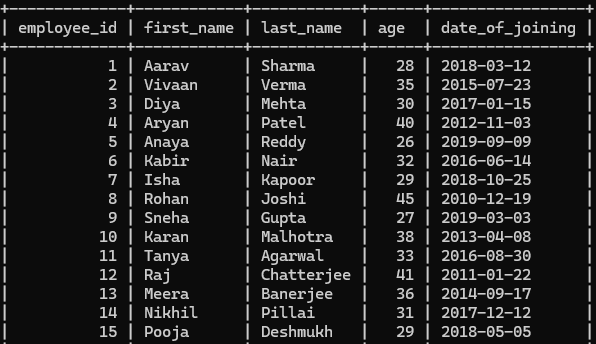 +-------------+------------+------------+------+-----------------+
| employee_id | first_name | last_name  | age  | date_of_joining |
+-------------+------------+------------+------+-----------------+
|           1 | Aarav      | Sharma     |   28 | 2018-03-12      |
|           2 | Vivaan     | Verma      |   35 | 2015-07-23      |
|           3 | Diya       | Mehta      |   30 | 2017-01-15      |
|           4 | Aryan      | Patel      |   40 | 2012-11-03      |
|           5 | Anaya      | Reddy      |   26 | 2019-09-09      |
|           6 | Kabir      | Nair       |   32 | 2016-06-14      |
|           7 | Isha       | Kapoor     |   29 | 2018-10-25      |
|           8 | Rohan      | Joshi      |   45 | 2010-12-19      |
|           9 | Sneha      | Gupta      |   27 | 2019-03-03      |
|          10 | Karan      | Malhotra   |   38 | 2013-04-08      |
|          11 | Tanya      | Agarwal    |   33 | 2016-08-30      |
|          12 | Raj        | Chatterjee |   41 | 2011-01-22      |
|          13 | Meera      | Banerjee   |   36 | 2014-09-17      |
|          14 | Nikhil     | Pillai     |   31 | 2017-12-12      |
|          15 | Pooja      | Deshmukh   |   29 | 2018-05-05      |